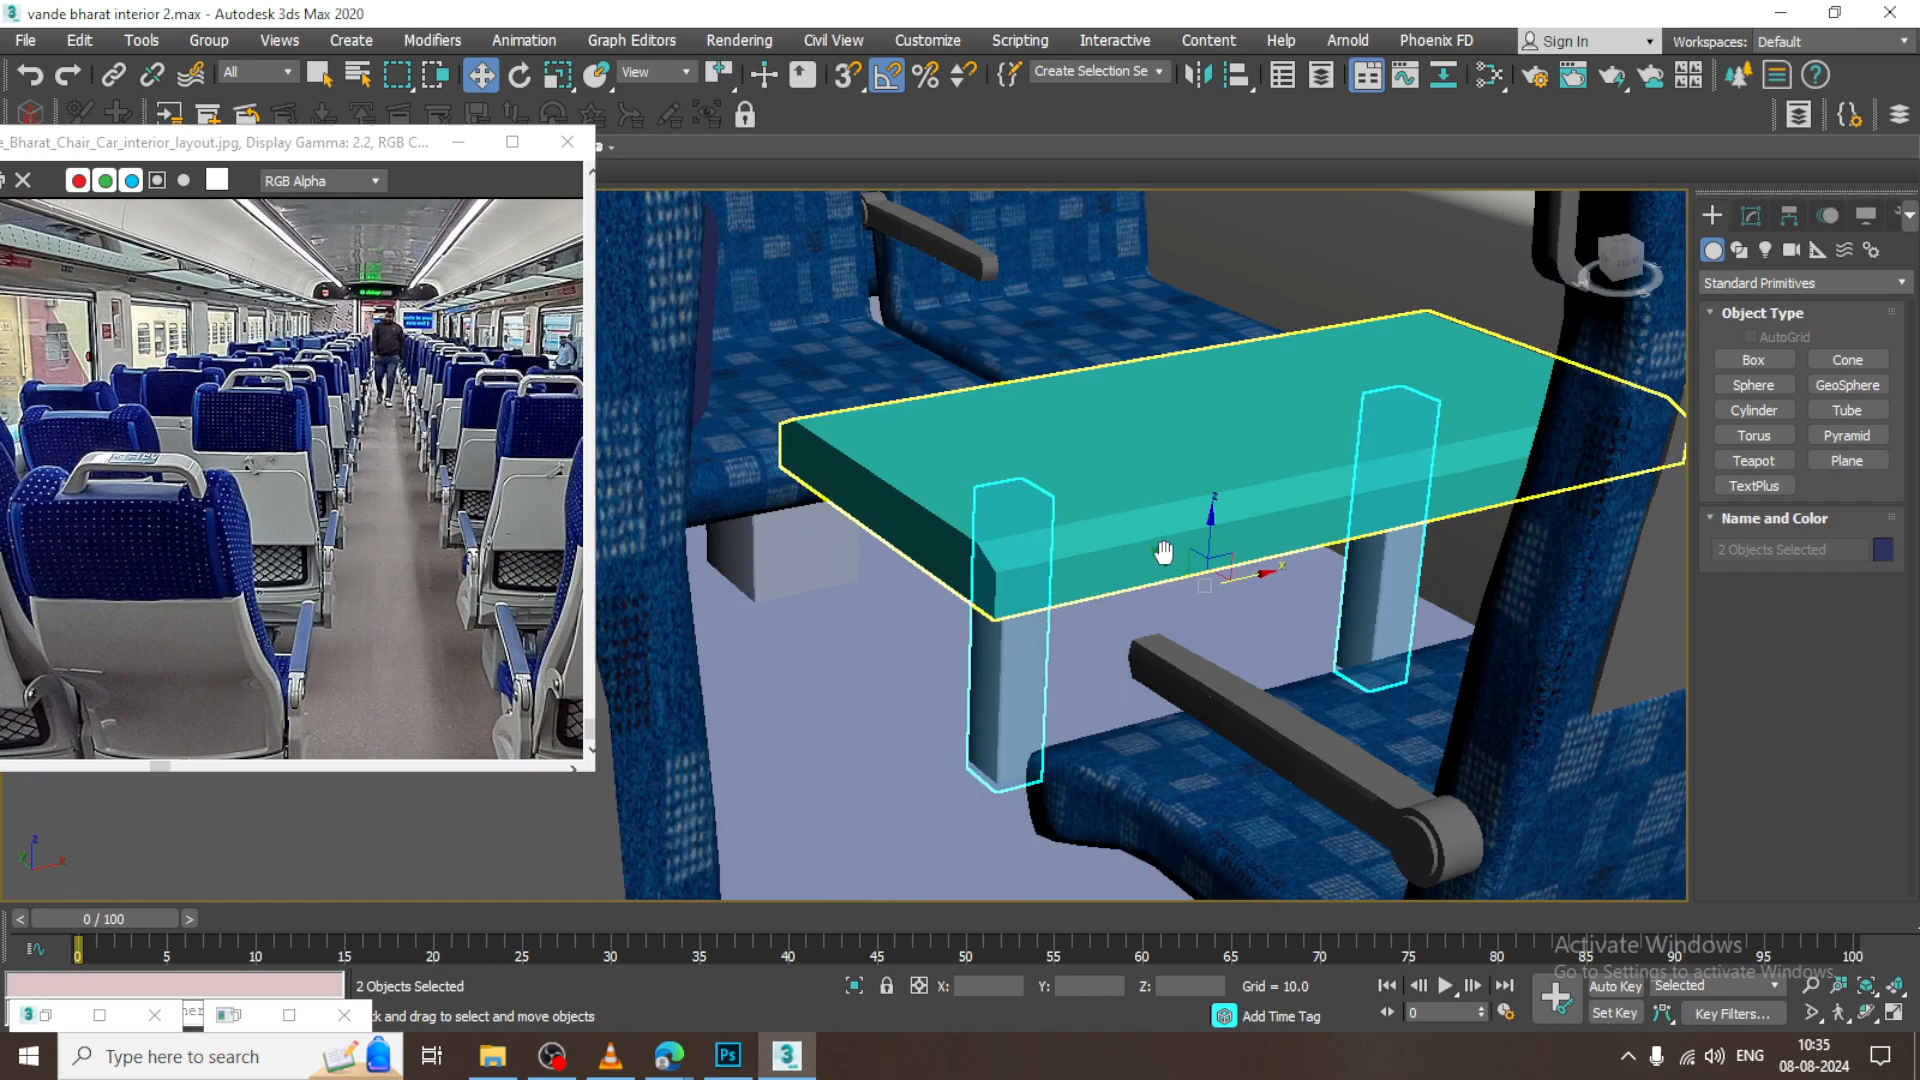 vande bharat interior 2.max - Autodesk 3ds Max 2020
File Edit Tools Group Views Create Modifiers Animation Graph Editors Rendering Civil View Customize Scripting Interactive Content Help Arnold Phoenix FD Sign In Workspaces: Default
All View Create Selection Se
e_Bharat_Chair_Car_interior_layout.jpg, Display Gamma: 2.2, RGB C...
RGB Alpha
Standard Primitives
Object Type
AutoGrid
Box Cone
Sphere GeoSphere
Cylinder Tube
Torus Pyramid
Teapot Plane
TextPlus
Name and Color
2 Objects Selected
z
x
z
y
x
< 0 / 100 >
0 5 10 15 20 25 30 35 40 45 50 55 60 65 70 75 80 85 90 95 100
Activate Windows
Go to Settings to activate Windows.
2 Objects Selected X: Y: Z: Grid = 10.0 Auto Key Selected
ck and drag to select and move objects Add Time Tag 0 Set Key Key Filters...
Type here to search
Ps
3
ENG
10:35
08-08-2024